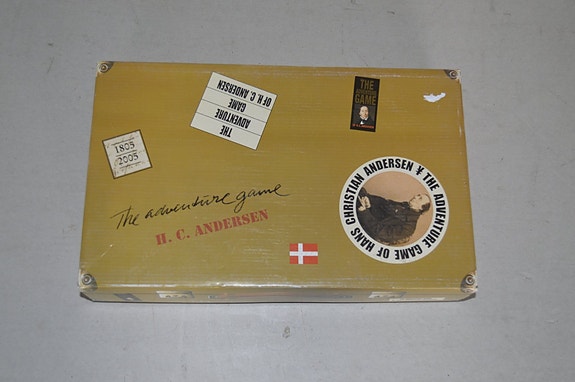 THE
ADVENTURE
GAME
OF H. C. ANDERSEN
THE
ADVENTURE
GAME
1805
2005
The adventure game
H. C. ANDERSEN
THE ADVENTURE GAME OF HANS CHRISTIAN ANDERSEN ¥